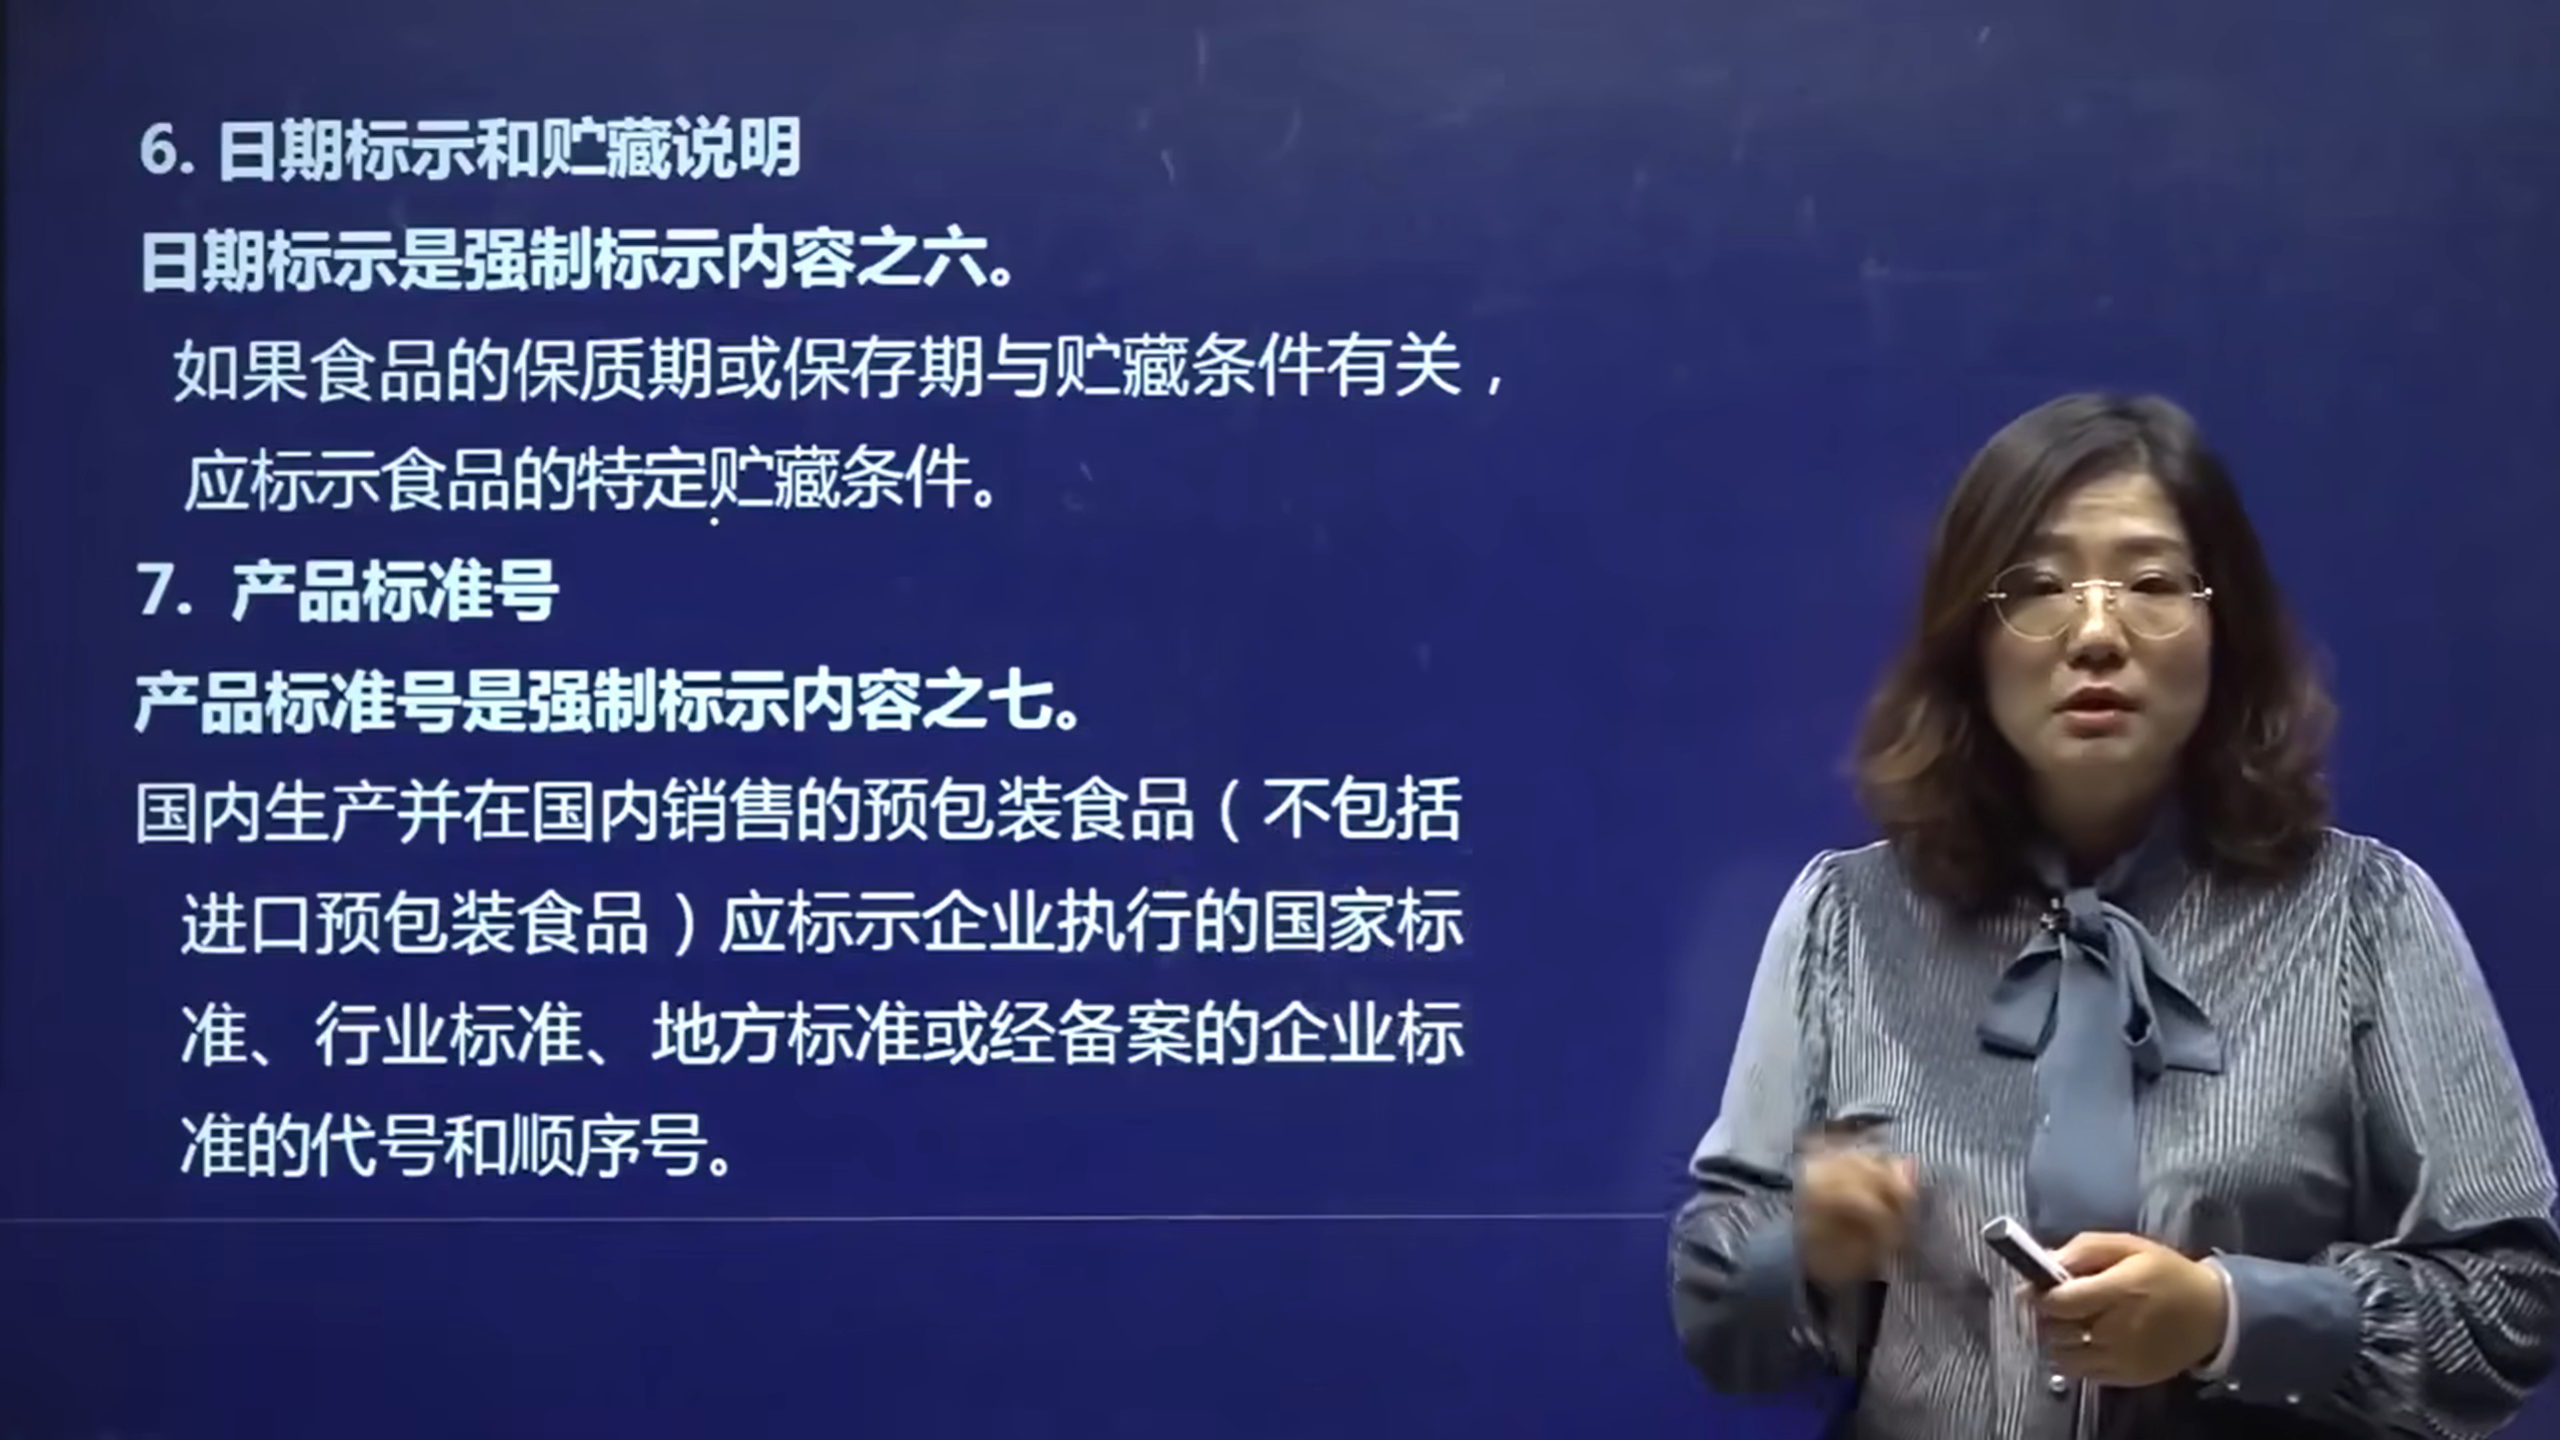 6. 日期标示和贮藏说明
日期标示是强制标示内容之六。
如果食品的保质期或保存期与贮藏条件有关，
应标示食品的特定贮藏条件。
7. 产品标准号
产品标准号是强制标示内容之七。
国内生产并在国内销售的预包装食品（不包括
进口预包装食品）应标示企业执行的国家标
准、行业标准、地方标准或经备案的企业标
准的代号和顺序号。